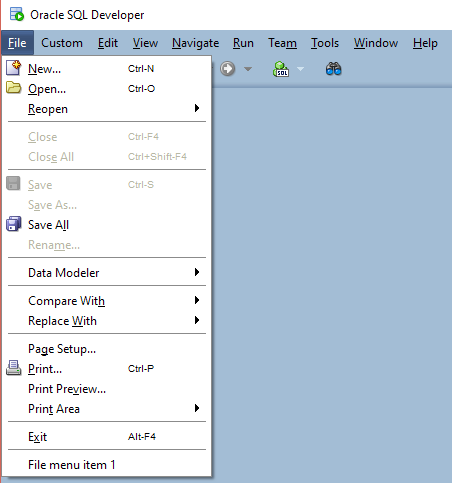 Oracle SQL Developer
File Custom Edit View Navigate Run Team Tools Window Help
New... Ctrl-N
Open... Ctrl-O
SQL
Reopen
Close Ctrl-F4
Close All Ctrl+Shift-F4
Save Ctrl-S
Save As...
Save All
Rename...
Data Modeler
Compare With
Replace With
Page Setup...
Print... Ctrl-P
Print Preview...
Print Area
Exit Alt-F4
File menu item 1